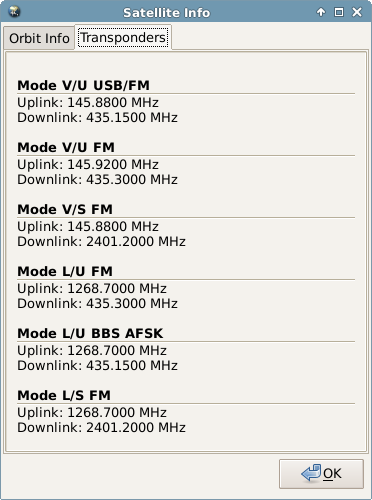 Satellite Info
Orbit Info Transponders
Mode V/U USB/FM
Uplink: 145.8800 MHz
Downlink: 435.1500 MHz
Mode V/U FM
Uplink: 145.9200 MHz
Downlink: 435.3000 MHz
Mode V/S FM
Uplink: 145.8800 MHz
Downlink: 2401.2000 MHz
Mode L/U FM
Uplink: 1268.7000 MHz
Downlink: 435.3000 MHz
Mode L/U BBS AFSK
Uplink: 1268.7000 MHz
Downlink: 435.1500 MHz
Mode L/S FM
Uplink: 1268.7000 MHz
Downlink: 2401.2000 MHz
OK